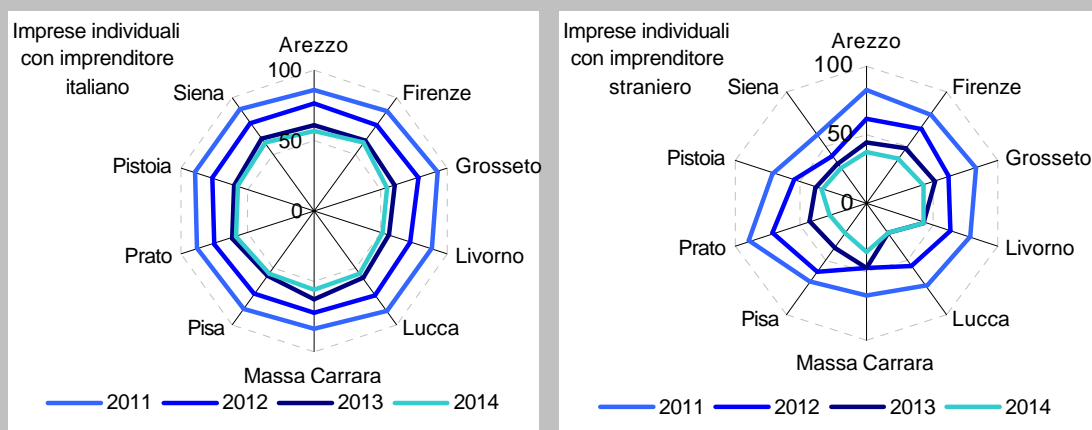 Imprese individuali
con imprenditore
italiano
Arezzo
100
Siena
Firenze
50
Pistoia
Grosseto
0
Prato
Livorno
Pisa
Lucca
Massa Carrara
2011
2012
2013
2014
Imprese individuali
con imprenditore
straniero
Arezzo
100
Siena
Firenze
50
Pistoia
Grosseto
0
Prato
Livorno
Pisa
Lucca
Massa Carrara
2011
2012
2013
2014